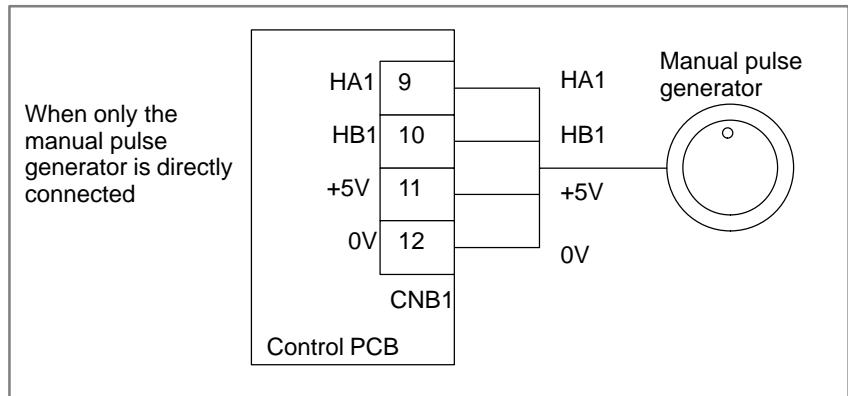 When only the
manual pulse
generator is directly
connected
HA1 9
HB1 10
+5V 11
0V 12
CNB1
Control PCB
HA1
HB1
+5V
0V
Manual pulse
generator